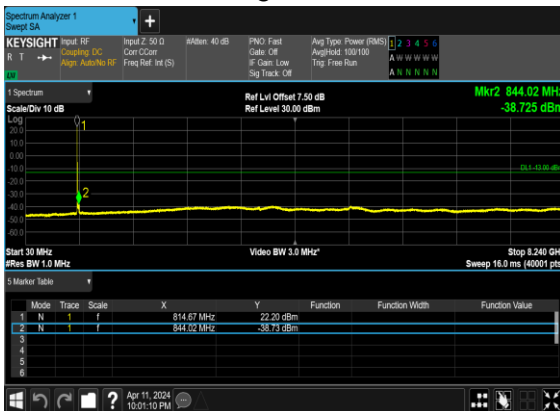 Spectrum Analyzer 1
Swept SA
+
KEYSIGHT Input: RF Input Z: 50 Ω #Atten: 40 dB PNO: Fast Avg Type: Power (RMS) 1 2 3 4 5 6
R T Coupling: DC Corr CCorr Gate: Off Avg|Hold: 100/100 A W W W W W
Align: Auto/No RF Freq Ref: Int (S) IF Gain: Low Trig: Free Run
LV Sig Track: Off A N N N N N
1 Spectrum Ref Lvl Offset 7.50 dB Mkr2 844.02 MHz
Scale/Div 10 dB Ref Level 30.00 dBm -38.725 dBm
Log
20.0 1
10.0
0.00
-10.0 DL1 -13.00 dBm
-20.0
-30.0 2
-40.0
-50.0
-60.0
Start 30 MHz Video BW 3.0 MHz* Stop 8.240 GH
#Res BW 1.0 MHz Sweep 16.0 ms (40001 pts
5 Marker Table
Mode Trace Scale X Y Function Function Width Function Value
1 N 1 f 814.67 MHz 22.20 dBm
2 N 1 f 844.02 MHz -38.73 dBm
3
4
5
6
? Apr 11, 2024
10:01:10 PM